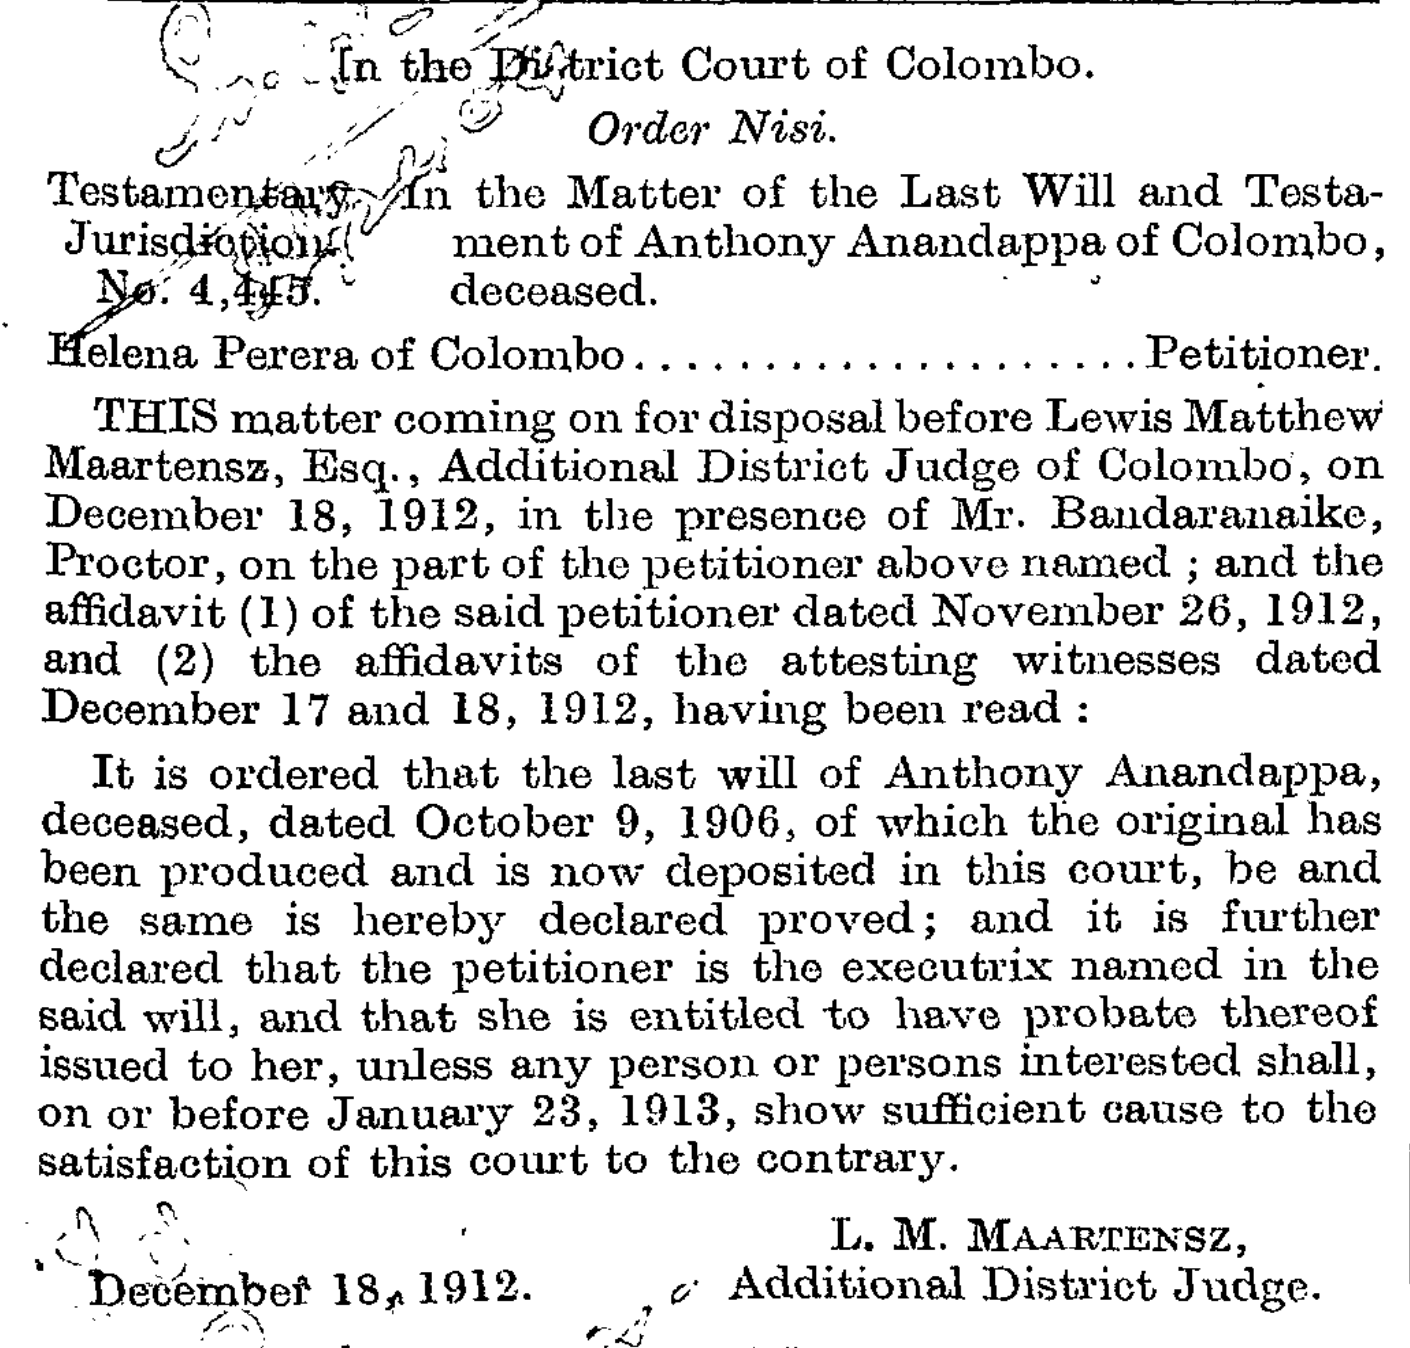 In the District Court of Colombo.
Order Nisi.
Testamentary In the Matter of the Last Will and Testa-
Jurisdiction ment of Anthony Anandappa of Colombo,
No. 4,445. deceased.
Helena Perera of Colombo....................Petitioner.
THIS matter coming on for disposal before Lewis Matthew
Maartensz, Esq., Additional District Judge of Colombo, on
December 18, 1912, in the presence of Mr. Bandaranaike,
Proctor, on the part of the petitioner above named ; and the
affidavit (1) of the said petitioner dated November 26, 1912,
and (2) the affidavits of the attesting witnesses dated
December 17 and 18, 1912, having been read :
It is ordered that the last will of Anthony Anandappa,
deceased, dated October 9, 1906, of which the original has
been produced and is now deposited in this court, be and
the same is hereby declared proved; and it is further
declared that the petitioner is the executrix named in the
said will, and that she is entitled to have probate thereof
issued to her, unless any person or persons interested shall,
on or before January 23, 1913, show sufficient cause to the
satisfaction of this court to the contrary.
L. M. MAARTENSZ,
December 18, 1912. Additional District Judge.